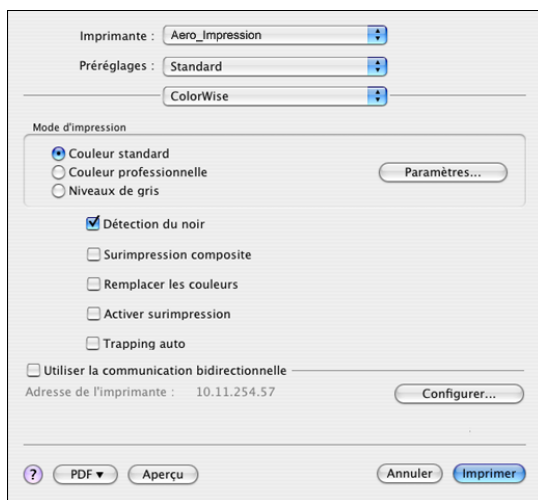 Imprimante : Aero_Impression
Préréglages : Standard
ColorWise
Mode d'impression
Couleur standard
Couleur professionnelle
Paramètres...
Niveaux de gris
Détection du noir
Surimpression composite
Remplacer les couleurs
Activer surimpression
Trapping auto
Utiliser la communication bidirectionnelle
Adresse de l'imprimante : 10.11.254.57
Configurer...
? PDF ▼ Aperçu Annuler Imprimer